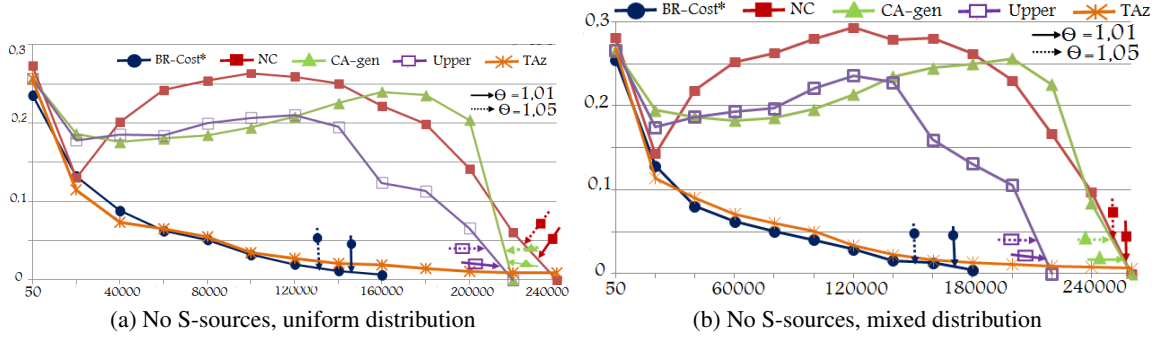 BR-Cost* NC CA-gen Upper TAz
0,3
Θ =1,01
Θ=1,05
0,2
0,1
0
50 40000 80000 120000 160000 200000 240000
(a) No S-sources, uniform distribution
BR-Cost* NC CA-gen Upper TAz
0,3
Θ =1,01
Θ =1,05
0,2
0,1
0
50 60000 120000 180000 240000
(b) No S-sources, mixed distribution